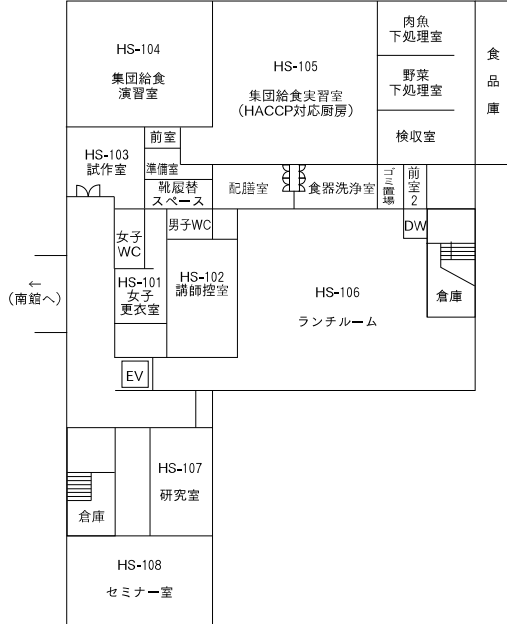 HS-104
集団給食
演習室
HS-105
集団給食実習室
（HACCP対応厨房）
肉魚
下処理室
野菜
下処理室
検収室
食品庫
HS-103
試作室
前室
準備室
靴履替
スペース
配膳室
食器洗浄室
ゴミ置場
前室2
女子
WC
男子WC
DW
HS-101
女子
更衣室
HS-102
講師控室
HS-106
ランチルーム
倉庫
←
（南館へ）
EV
HS-107
研究室
倉庫
HS-108
セミナー室